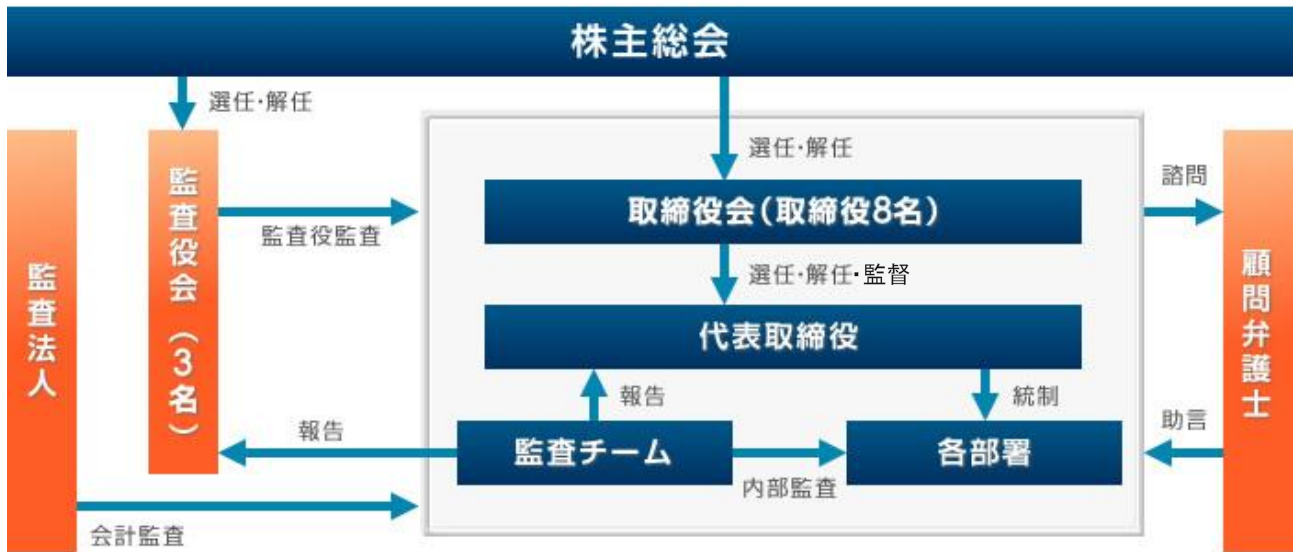 株主総会
選任・解任
選任・解任
監査法人
監査役会（3名）
監査役監査
取締役会（取締役8名）
諮問
顧問弁護士
選任・解任・監督
代表取締役
報告
統制
助言
報告
監査チーム
内部監査
各部署
会計監査